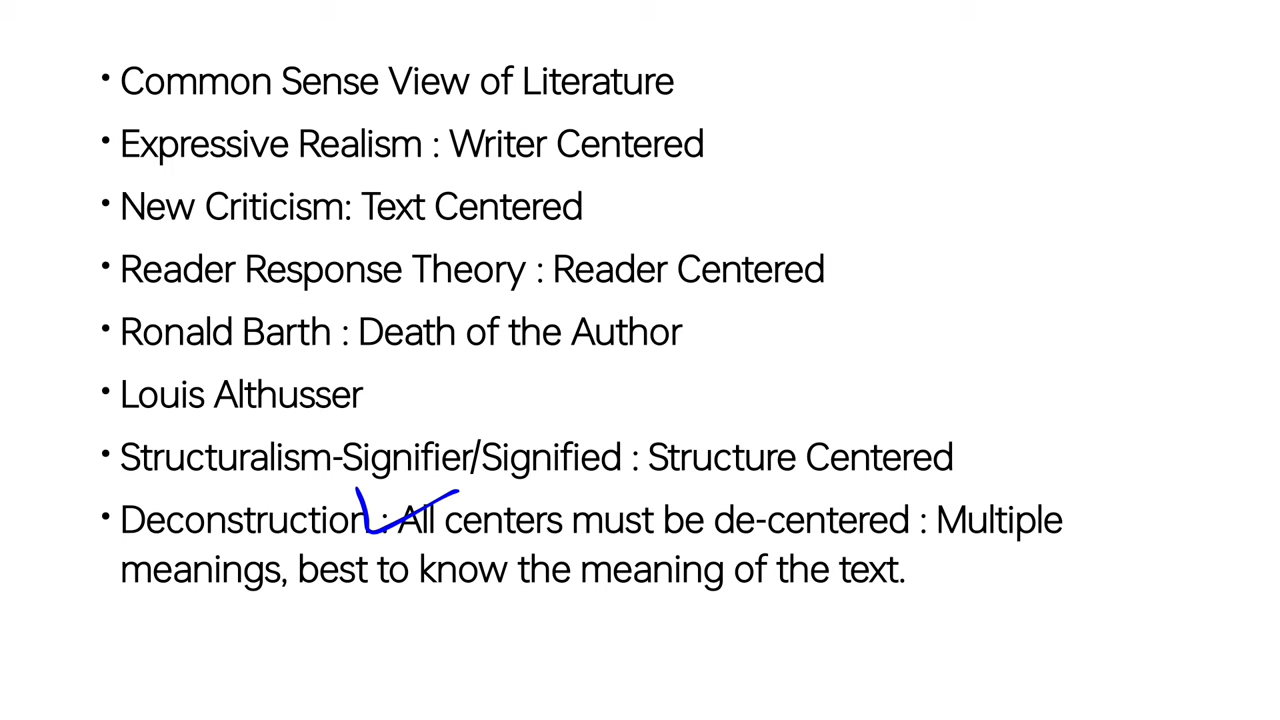 • Common Sense View of Literature
• Expressive Realism : Writer Centered
• New Criticism: Text Centered
• Reader Response Theory : Reader Centered
• Ronald Barth : Death of the Author
• Louis Althusser
• Structuralism-Signifier/Signified : Structure Centered
• Deconstruction : All centers must be de-centered : Multiple
meanings, best to know the meaning of the text.